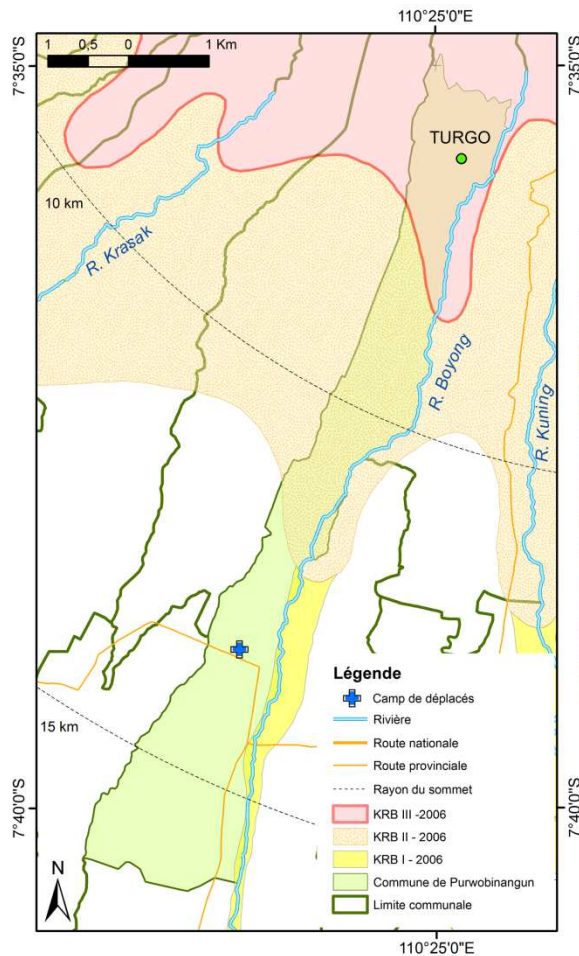 110°25'0"E
7°35'0"S
7°35'0"S
1 0,5 0 1 Km
TURGO
10 km
R. Krasak
R. Boyong
R. Kuning
15 km
Légende
Camp de déplacés
Rivière
Route nationale
Route provinciale
Rayon du sommet
KRB III -2006
KRB II - 2006
KRB I - 2006
Commune de Purwobinangun
Limite communale
7°40'0"S
7°40'0"S
N
110°25'0"E